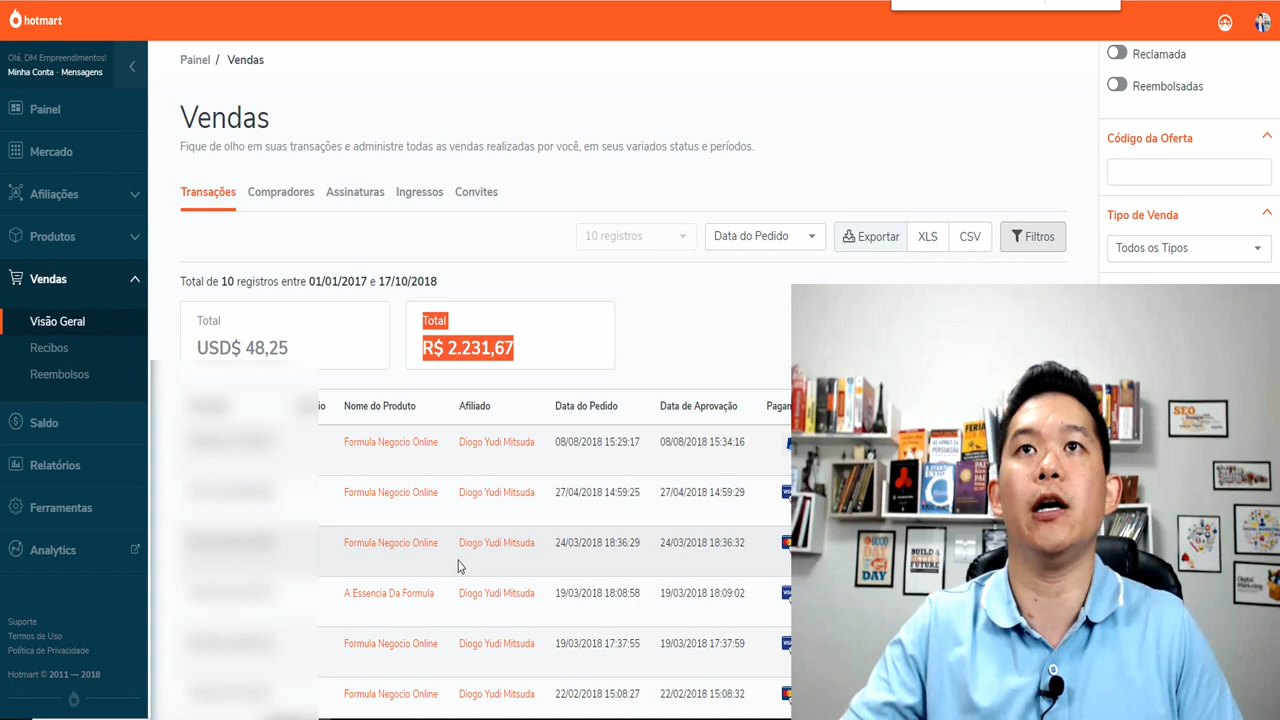 hotmart
Olá, DM Empreendimentos!
Minha Conta - Mensagens
Painel
Mercado
Afiliações
Produtos
Vendas
Visão Geral
Recibos
Reembolsos
Saldo
Relatórios
Ferramentas
Analytics
Suporte
Termos de Uso
Política de Privacidade
Hotmart © 2011 — 2018
Painel / Vendas
Vendas
Fique de olho em suas transações e administre todas as vendas realizadas por você, em seus variados status e períodos.
Transações Compradores Assinaturas Ingressos Convites
10 registros Data do Pedido Exportar XLS CSV Filtros
Total de 10 registros entre 01/01/2017 e 17/10/2018
Total
USD$ 48,25
Total
R$ 2.231,67
Nome do Produto Afiliado Data do Pedido Data de Aprovação
Formula Negocio Online Diogo Yudi Mitsuda 08/08/2018 15:29:17 08/08/2018 15:34:16
Formula Negocio Online Diogo Yudi Mitsuda 27/04/2018 14:59:25 27/04/2018 14:59:29
Formula Negocio Online Diogo Yudi Mitsuda 24/03/2018 18:36:29 24/03/2018 18:36:32
A Essencia Da Formula Diogo Yudi Mitsuda 19/03/2018 18:08:58 19/03/2018 18:09:02
Formula Negocio Online Diogo Yudi Mitsuda 19/03/2018 17:37:55 19/03/2018 17:37:59
Formula Negocio Online Diogo Yudi Mitsuda 22/02/2018 15:08:27 22/02/2018 15:08:32
Reclamada
Reembolsadas
Código da Oferta
Tipo de Venda
Todos os Tipos
SEO
GOOD
DAY
BUILD A
BETTER
FUTURE
Digital
Marketing